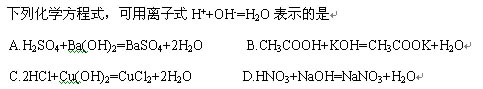 下列化学方程式，可用离子式 H⁺+OH⁻=H₂O 表示的是↵
A.H₂SO₄+Ba(OH)₂=BaSO₄+2H₂O B.CH₃COOH+KOH=CH₃COOK+H₂O
C.2HCl+Cu(OH)₂=CuCl₂+2H₂O D.HNO₃+NaOH=NaNO₃+H₂O↵